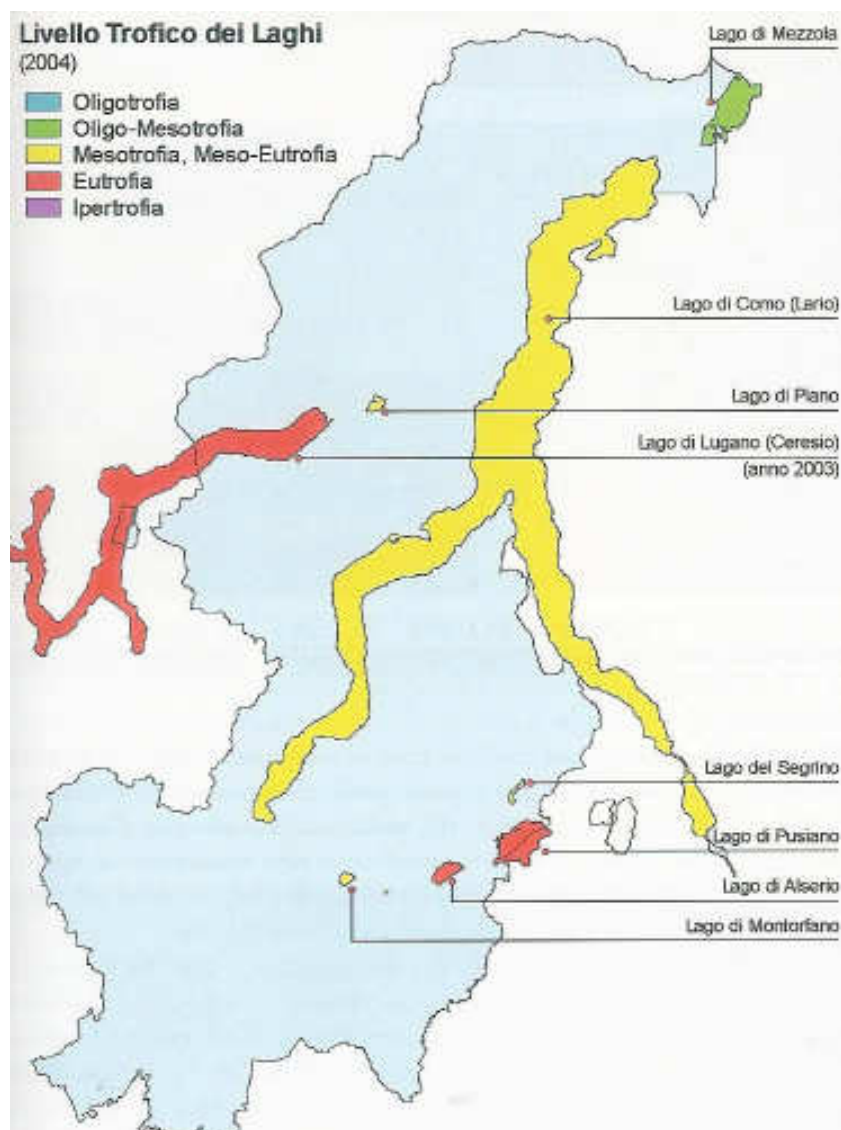 Livello Trofico dei Laghi
(2004)
Oligotrofia
Oligo-Mesotrofia
Mesotrofia, Meso-Eutrofia
Eutrofia
Ipertrofia
Lago di Mezzola
Lago di Como (Lario)
Lago di Piano
Lago di Lugano (Ceresio)
(anno 2003)
Lago del Segrino
Lago di Pusiano
Lago di Alserio
Lago di Montorfano